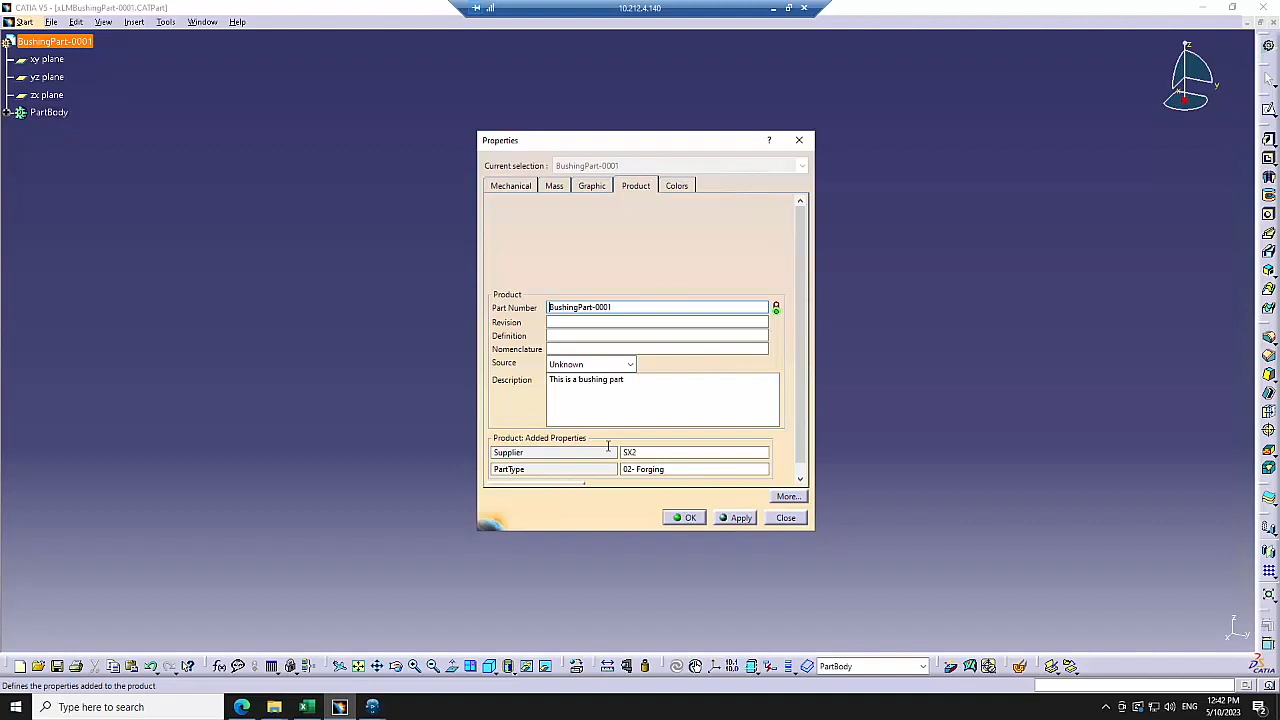 CATIA V5 - [xLMBushingPart-0001.CATPart]
10.212.4.140
Start File Edit View Insert Tools Window Help
BushingPart-0001
xy plane
yz plane
zx plane
PartBody
z
y
x
Properties
?
Current selection : BushingPart-0001
Mechanical Mass Graphic Product Colors
Product
Part Number BushingPart-0001
Revision
Definition
Nomenclature
Source Unknown
Description This is a bushing part
Product: Added Properties
Supplier SX2
PartType 02- Forging
More...
OK Apply Close
z
x y
f(x) PartBody
CATIA
Defines the properties added to the product
Type here to search
ENG
12:42 PM
5/10/2023
2